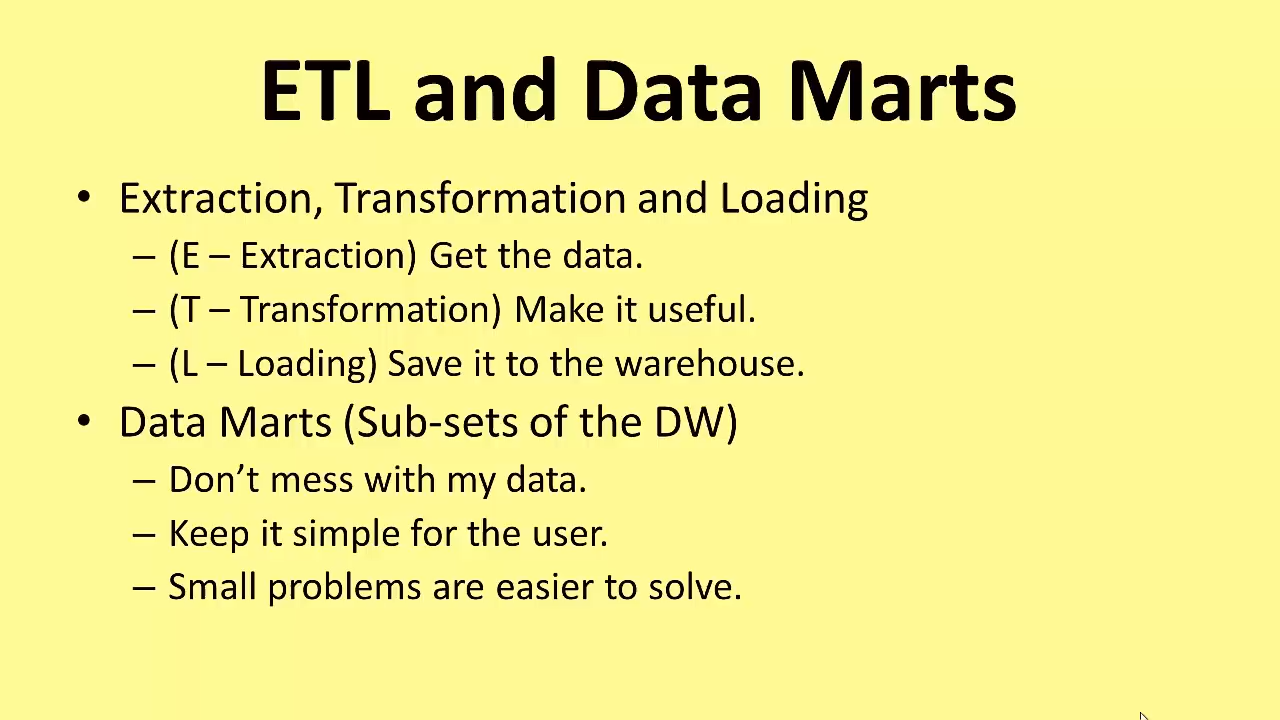 ETL and Data Marts
• Extraction, Transformation and Loading
– (E – Extraction) Get the data.
– (T – Transformation) Make it useful.
– (L – Loading) Save it to the warehouse.
• Data Marts (Sub-sets of the DW)
– Don’t mess with my data.
– Keep it simple for the user.
– Small problems are easier to solve.